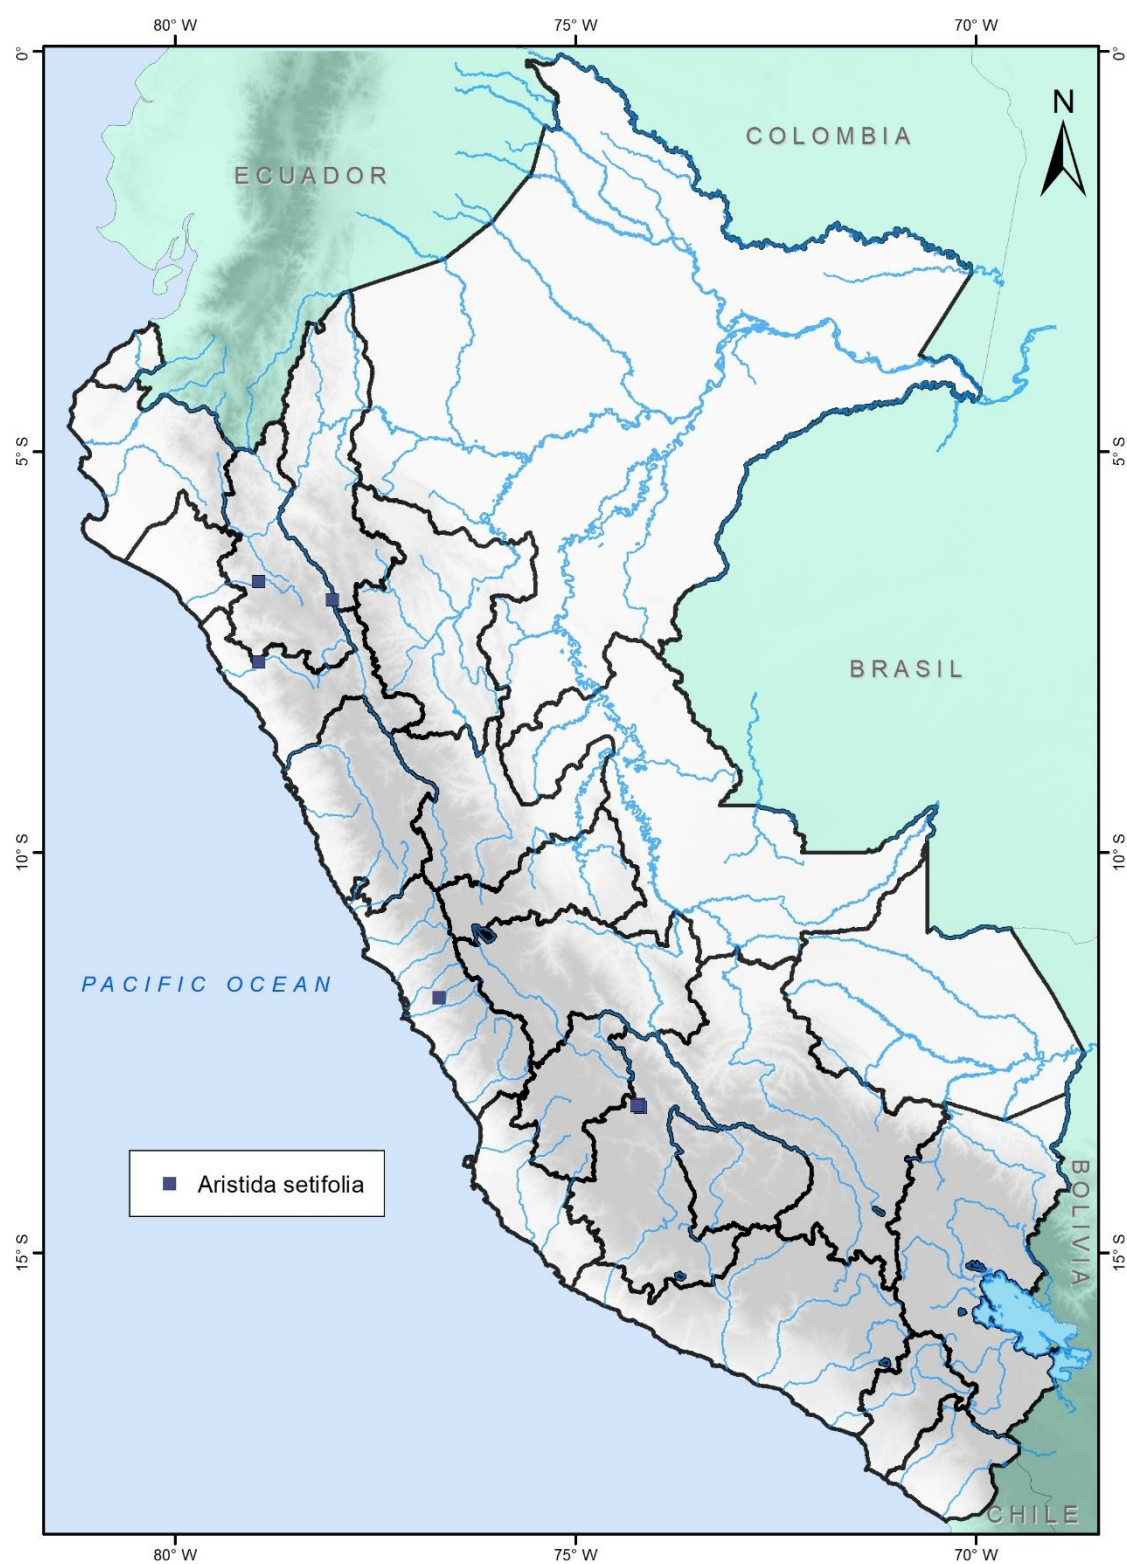 80° W 75° W 70° W
0° 0°
N
COLOMBIA
ECUADOR
5° S 5° S
BRASIL
10° S 10° S
PACIFIC OCEAN
Aristida setifolia
BOLIVIA
15° S 15° S
CHILE
80° W 75° W 70° W